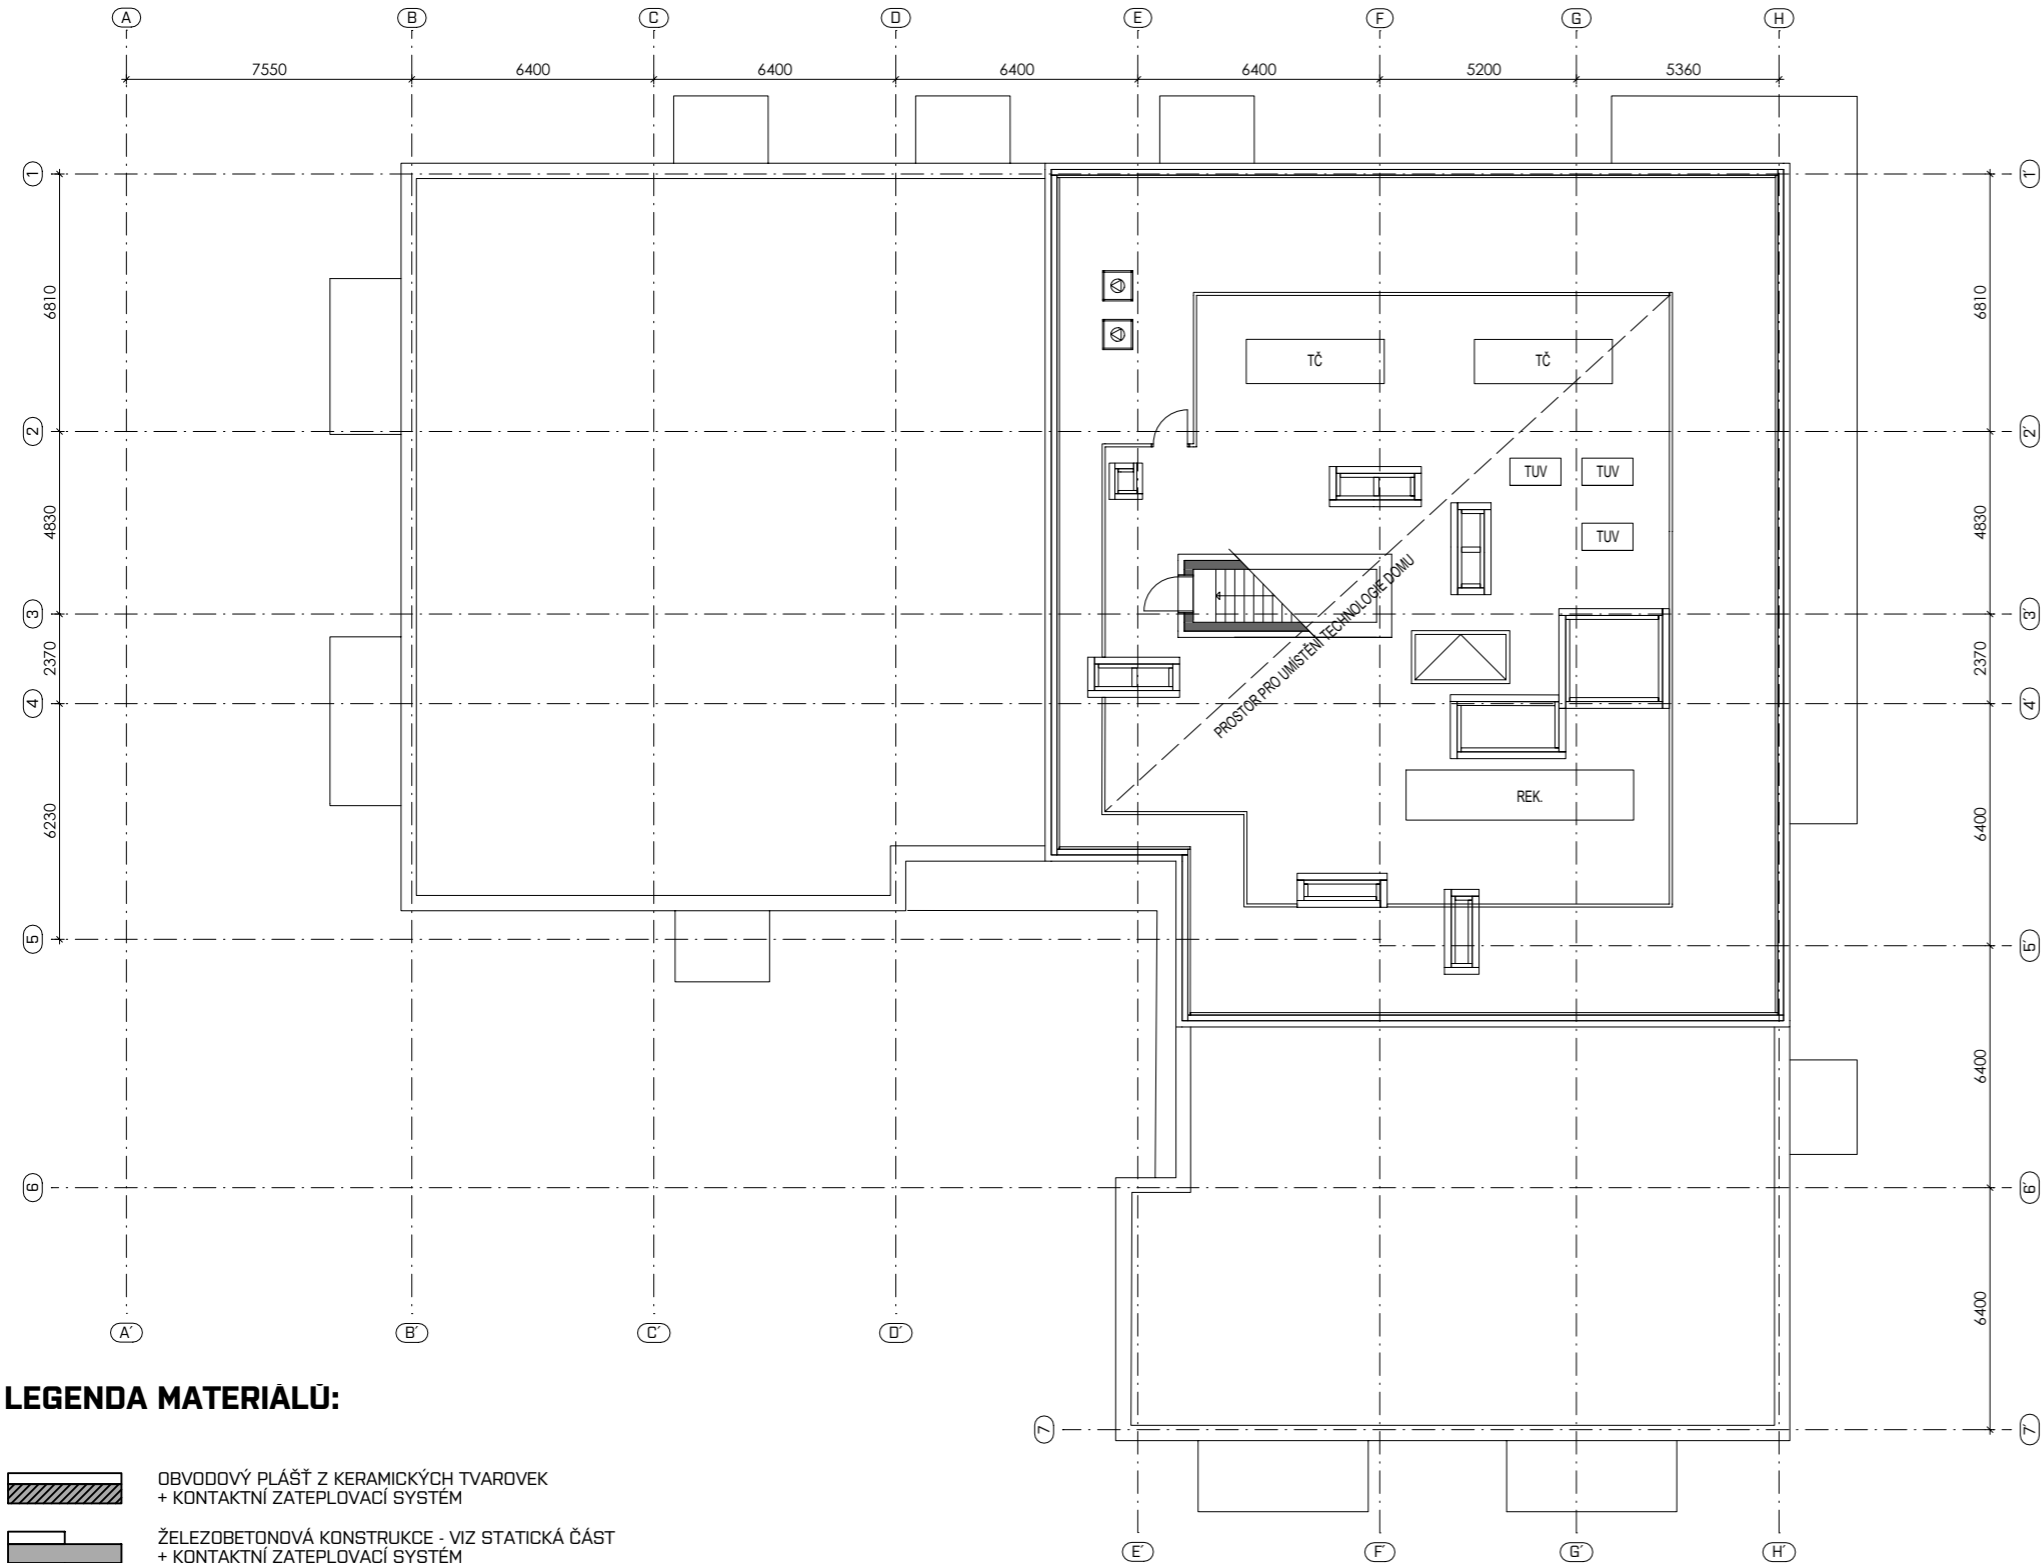 A B C D E F G H
7550 6400 6400 6400 6400 5200 5360
1 1´
6810 6810
TČ TČ
2 2´
TUV TUV
4830 4830
TUV
3 3´
PROSTOR PRO UMÍSTĚNÍ TECHNOLOGIE DOMU
2370 2370
4 4´
REK.
6230 6400
5 5´
6400
6 6´
6400
A´ B´ C´ D´
7 7´
E´ F´ G´ H´
LEGENDA MATERIÁLŮ:
OBVODOVÝ PLÁŠŤ Z KERAMICKÝCH TVAROVEK
+ KONTAKTNÍ ZATEPLOVACÍ SYSTÉM
ŽELEZOBETONOVÁ KONSTRUKCE - VIZ STATICKÁ ČÁST
+ KONTAKTNÍ ZATEPLOVACÍ SYSTÉM